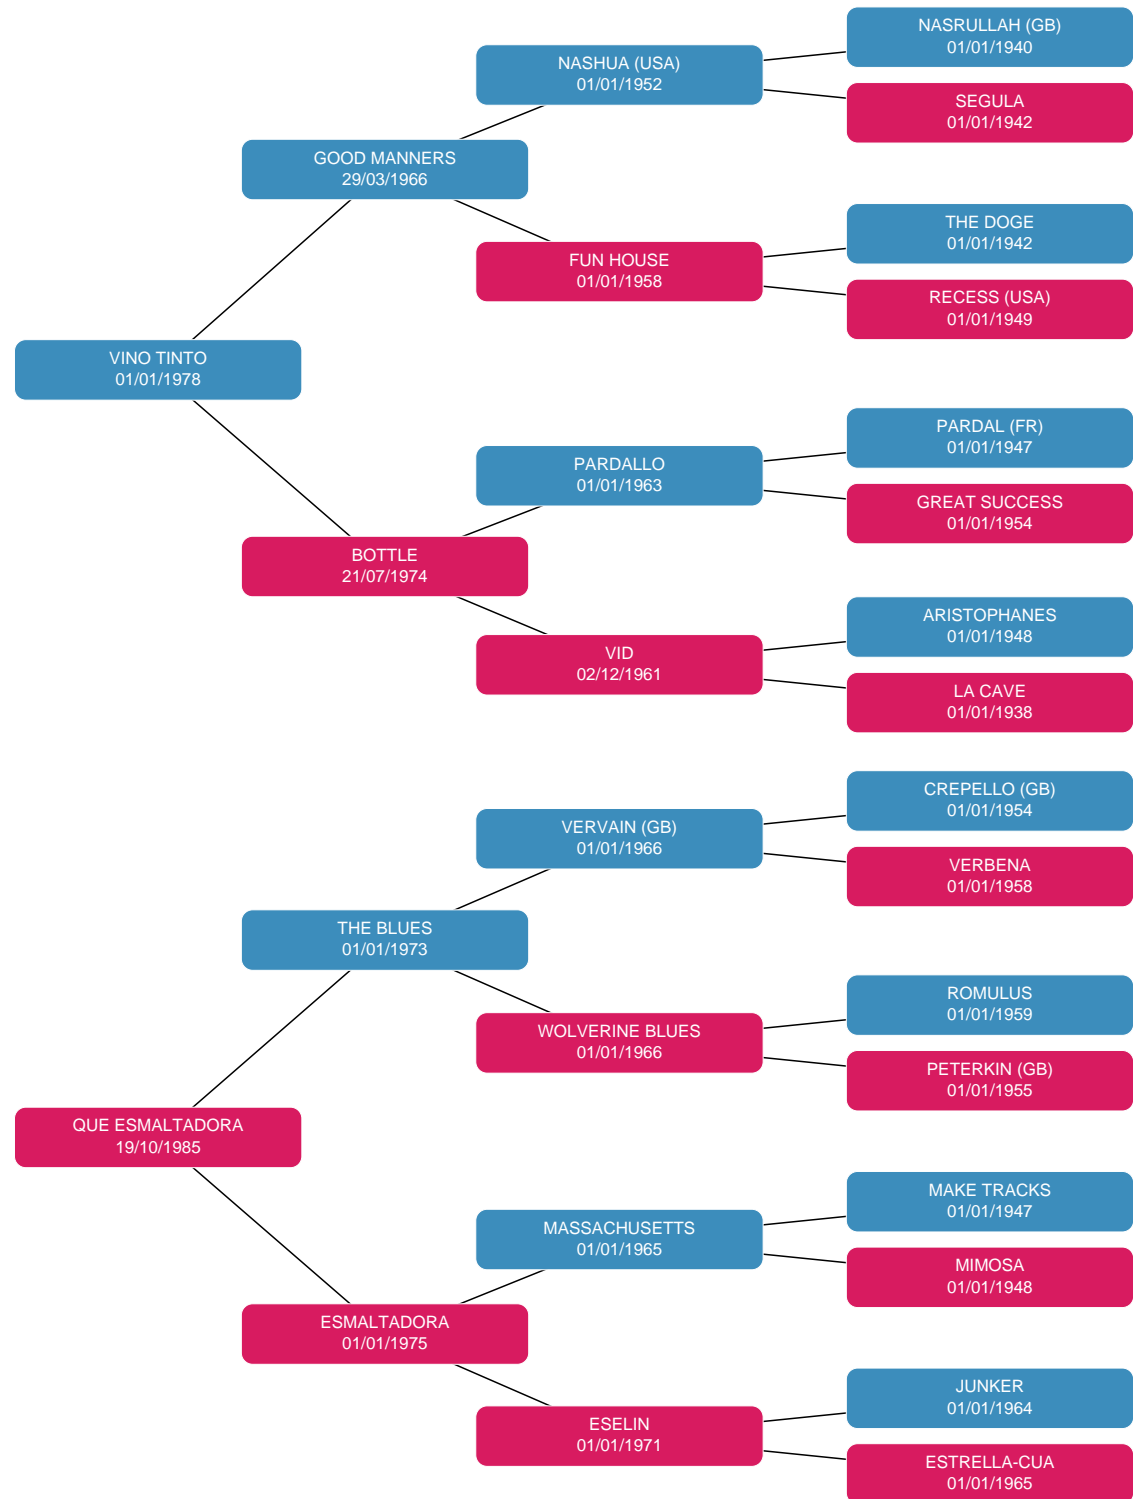 NASRULLAH (GB)
01/01/1940
NASHUA (USA)
01/01/1952
SEGULA
01/01/1942
GOOD MANNERS
29/03/1966
THE DOGE
01/01/1942
FUN HOUSE
01/01/1958
RECESS (USA)
01/01/1949
VINO TINTO
01/01/1978
PARDAL (FR)
01/01/1947
PARDALLO
01/01/1963
GREAT SUCCESS
01/01/1954
BOTTLE
21/07/1974
ARISTOPHANES
01/01/1948
VID
02/12/1961
LA CAVE
01/01/1938
CREPELLO (GB)
01/01/1954
VERVAIN (GB)
01/01/1966
VERBENA
01/01/1958
THE BLUES
01/01/1973
ROMULUS
01/01/1959
WOLVERINE BLUES
01/01/1966
PETERKIN (GB)
01/01/1955
QUE ESMALTADORA
19/10/1985
MAKE TRACKS
01/01/1947
MASSACHUSETTS
01/01/1965
MIMOSA
01/01/1948
ESMALTADORA
01/01/1975
JUNKER
01/01/1964
ESELIN
01/01/1971
ESTRELLA-CUA
01/01/1965